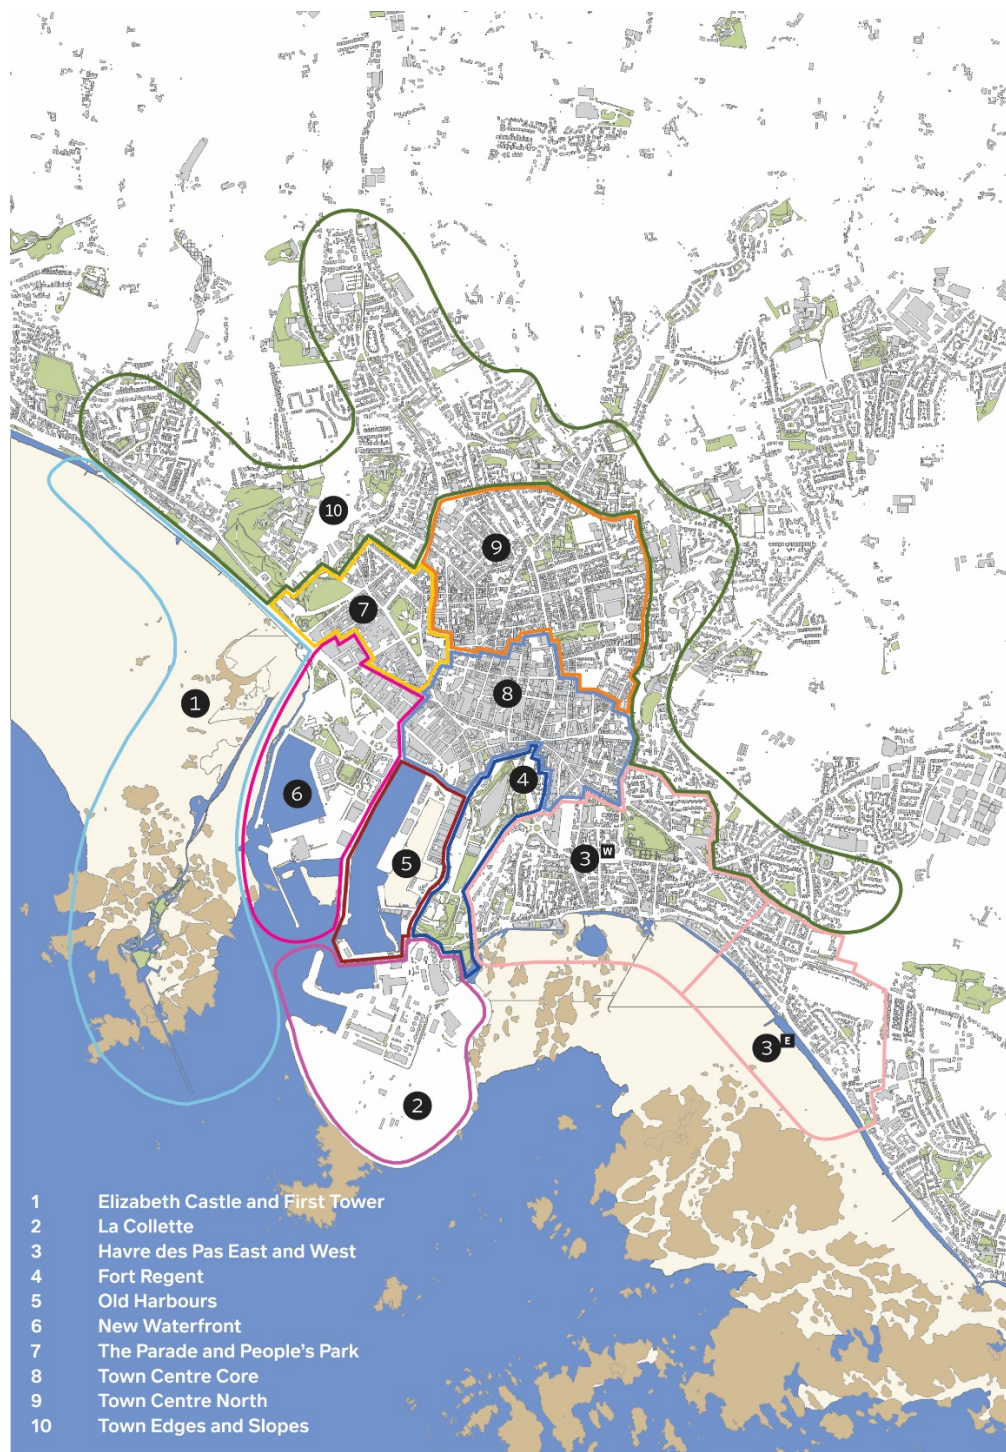 10
9
7
8
1
4
6
3 W
5
3 E
2
1 Elizabeth Castle and First Tower
2 La Collette
3 Havre des Pas East and West
4 Fort Regent
5 Old Harbours
6 New Waterfront
7 The Parade and People's Park
8 Town Centre Core
9 Town Centre North
10 Town Edges and Slopes